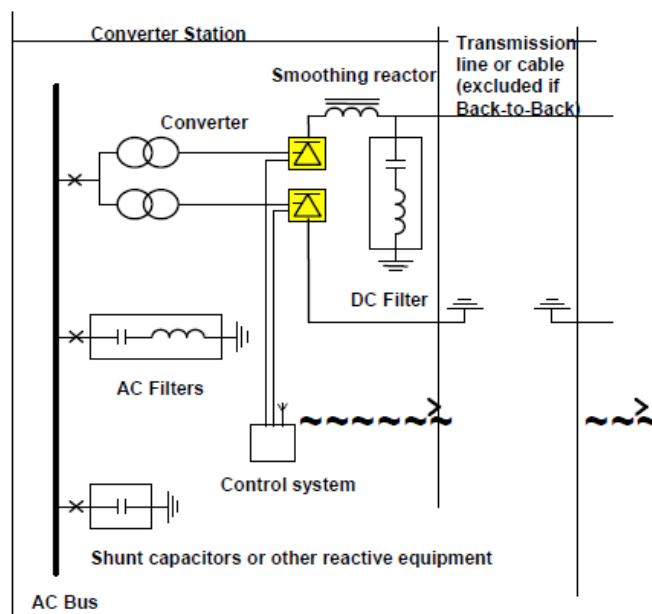 Converter Station
Transmission
line or cable
(excluded if
Back-to-Back)
Smoothing reactor
Converter
DC Filter
AC Filters
Control system
Shunt capacitors or other reactive equipment
AC Bus